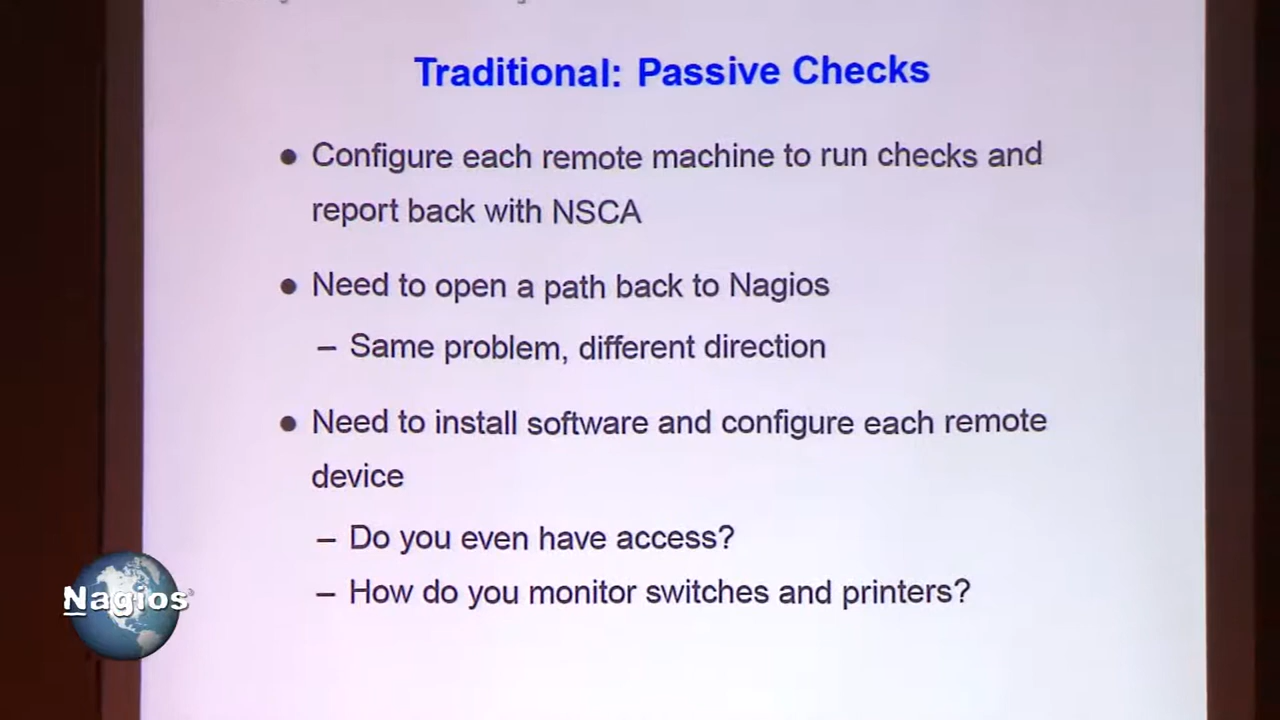 Traditional: Passive Checks
● Configure each remote machine to run checks and
report back with NSCA
● Need to open a path back to Nagios
– Same problem, different direction
● Need to install software and configure each remote
device
– Do you even have access?
– How do you monitor switches and printers?
Nagios®